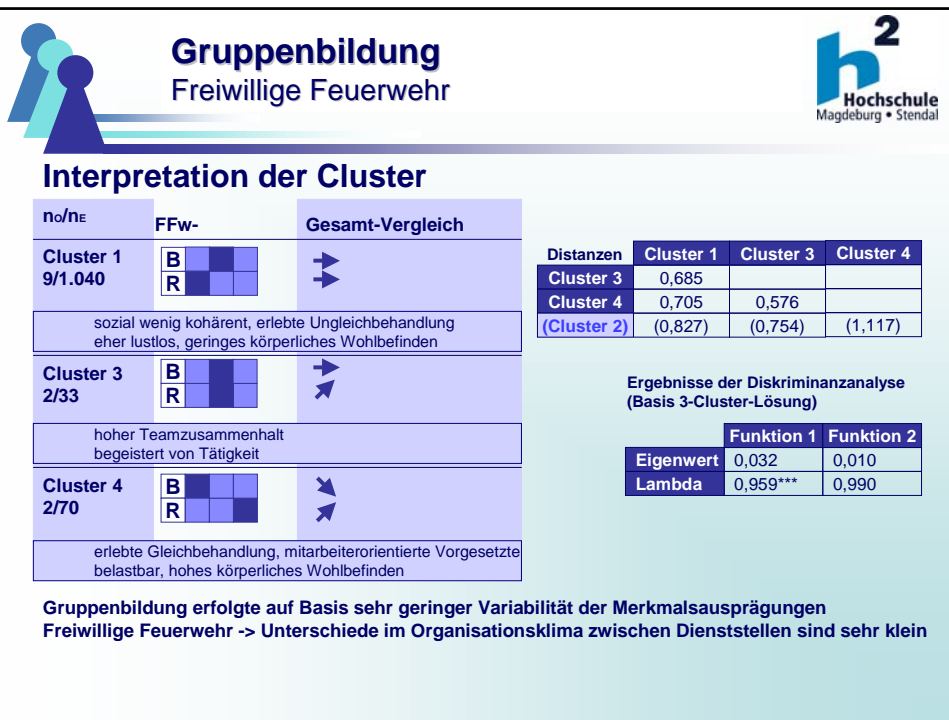 Gruppenbildung
Freiwillige Feuerwehr
h2
Hochschule
Magdeburg • Stendal
Interpretation der Cluster
nO/nE FFw- Gesamt-Vergleich
Cluster 1
9/1.040
B
R
sozial wenig kohärent, erlebte Ungleichbehandlung
eher lustlos, geringes körperliches Wohlbefinden
Cluster 3
2/33
B
R
hoher Teamzusammenhalt
begeistert von Tätigkeit
Cluster 4
2/70
B
R
erlebte Gleichbehandlung, mitarbeiterorientierte Vorgesetzte
belastbar, hohes körperliches Wohlbefinden
Distanzen Cluster 1 Cluster 3 Cluster 4
Cluster 3 0,685
Cluster 4 0,705 0,576
(Cluster 2) (0,827) (0,754) (1,117)
Ergebnisse der Diskriminanzanalyse
(Basis 3-Cluster-Lösung)
Funktion 1 Funktion 2
Eigenwert 0,032 0,010
Lambda 0,959*** 0,990
Gruppenbildung erfolgte auf Basis sehr geringer Variabilität der Merkmalsausprägungen
Freiwillige Feuerwehr -> Unterschiede im Organisationsklima zwischen Dienststellen sind sehr klein